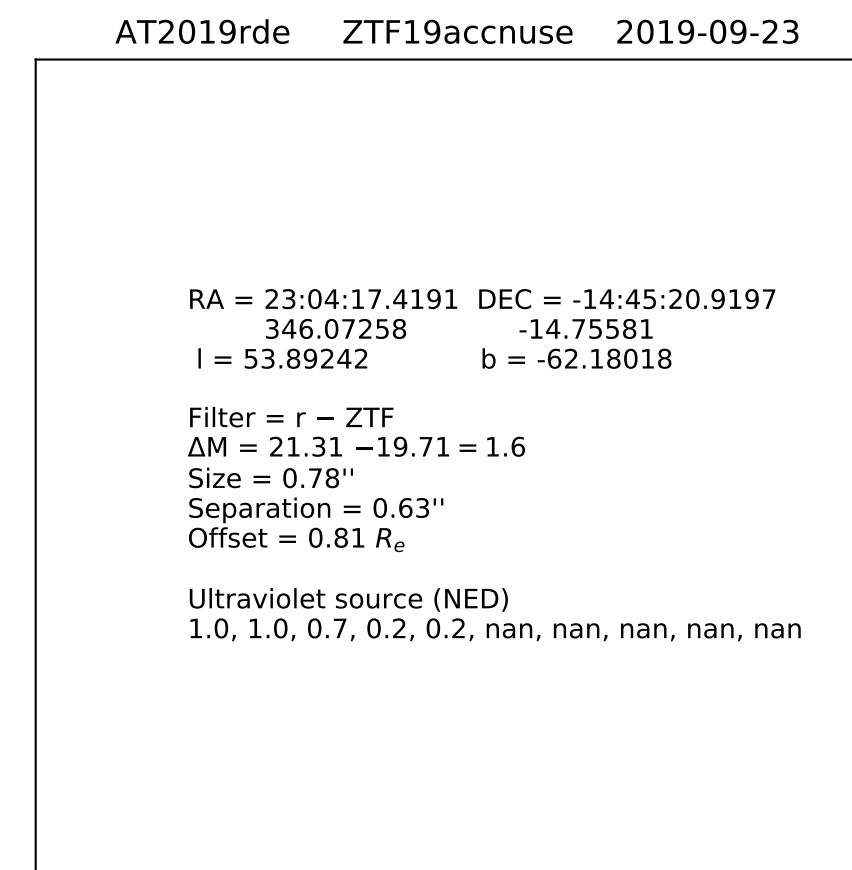 AT2019rde ZTF19accnuse 2019-09-23
RA = 23:04:17.4191 DEC = -14:45:20.9197
346.07258 -14.75581
l = 53.89242 b = -62.18018
Filter = r − ZTF
ΔM = 21.31 −19.71 = 1.6
Size = 0.78''
Separation = 0.63''
Offset = 0.81 Re
Ultraviolet source (NED)
1.0, 1.0, 0.7, 0.2, 0.2, nan, nan, nan, nan, nan